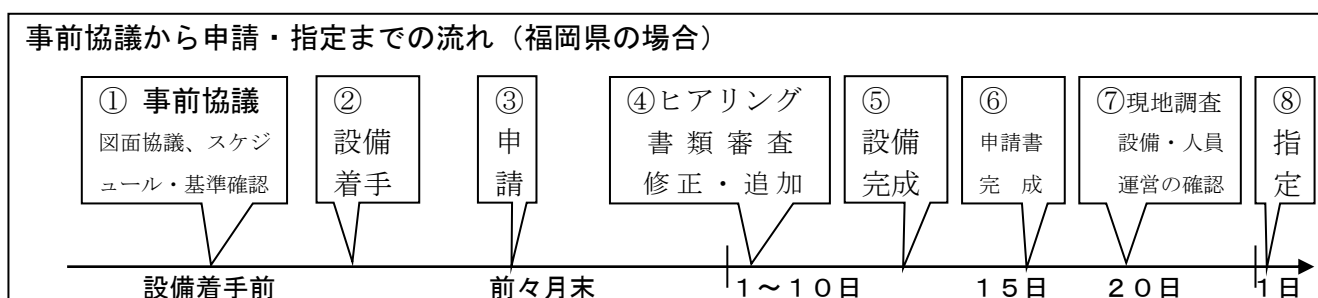 事前協議から申請・指定までの流れ（福岡県の場合）
① 事前協議
図面協議、スケジ
ュール・基準確認
②
設備
着手
③
申
請
④ヒアリング
書類審査
修正・追加
⑤
設備
完成
⑥
申請書
完 成
⑦現地調査
設備・人員
運営の確認
⑧
指
定
設備着手前
前々月末
１～１０日
１５日
２０日
１日